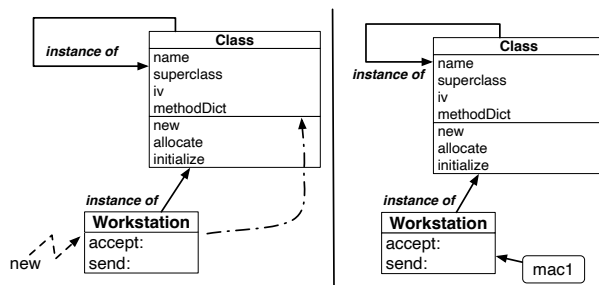 Class
instance of
name
superclass
iv
methodDict
new
allocate
initialize
instance of
Workstation
accept:
send:
new
Class
instance of
name
superclass
iv
methodDict
new
allocate
initialize
instance of
Workstation
accept:
send:
mac1